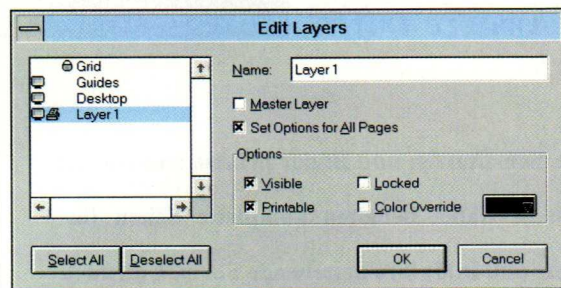 Edit Layers
Grid
Guides
Desktop
Layer 1
Name: Layer 1
Master Layer
Set Options for All Pages
Options
Visible
Locked
Printable
Color Override
Select All
Deselect All
OK
Cancel